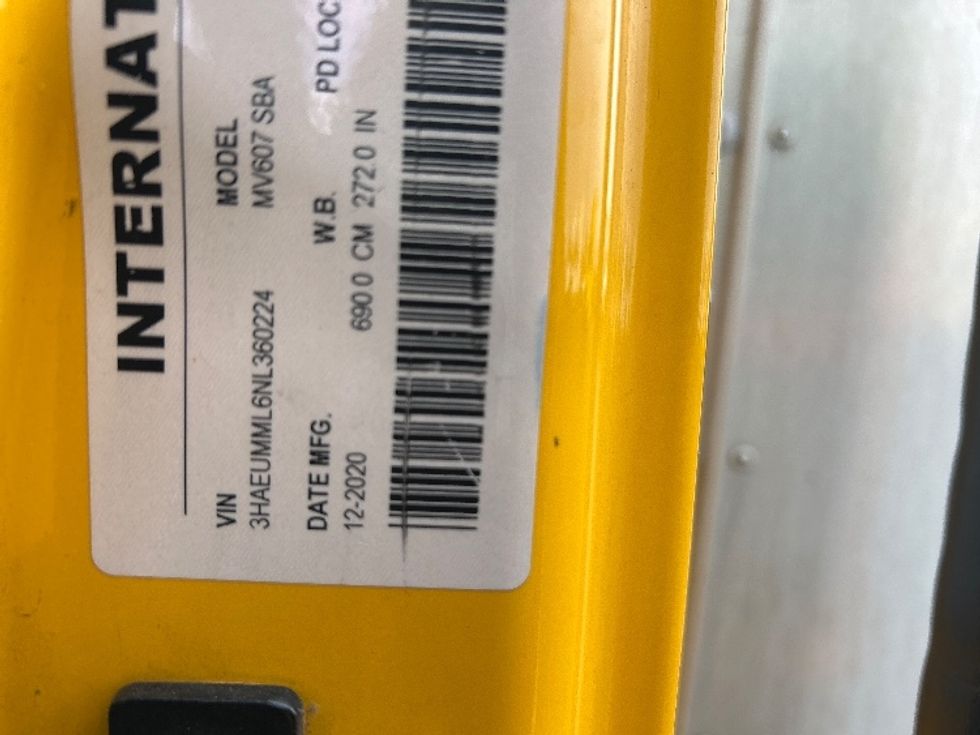 INTERNAT
VIN MODEL
3HAEUMML6NL360224 MV607 SBA
DATE MFG. W.B. PD LOC
12-2020 690 0 CM 272.0 IN